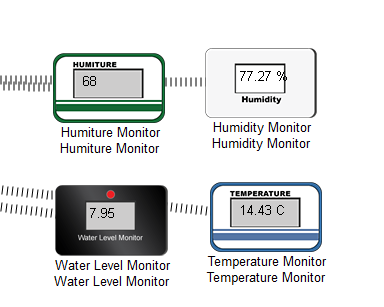 HUMITURE
68
Humiture Monitor
Humiture Monitor
77.27 %
Humidity
Humidity Monitor
Humidity Monitor
7.95
Water Level Monitor
Water Level Monitor
Water Level Monitor
TEMPERATURE
14.43 C
Temperature Monitor
Temperature Monitor